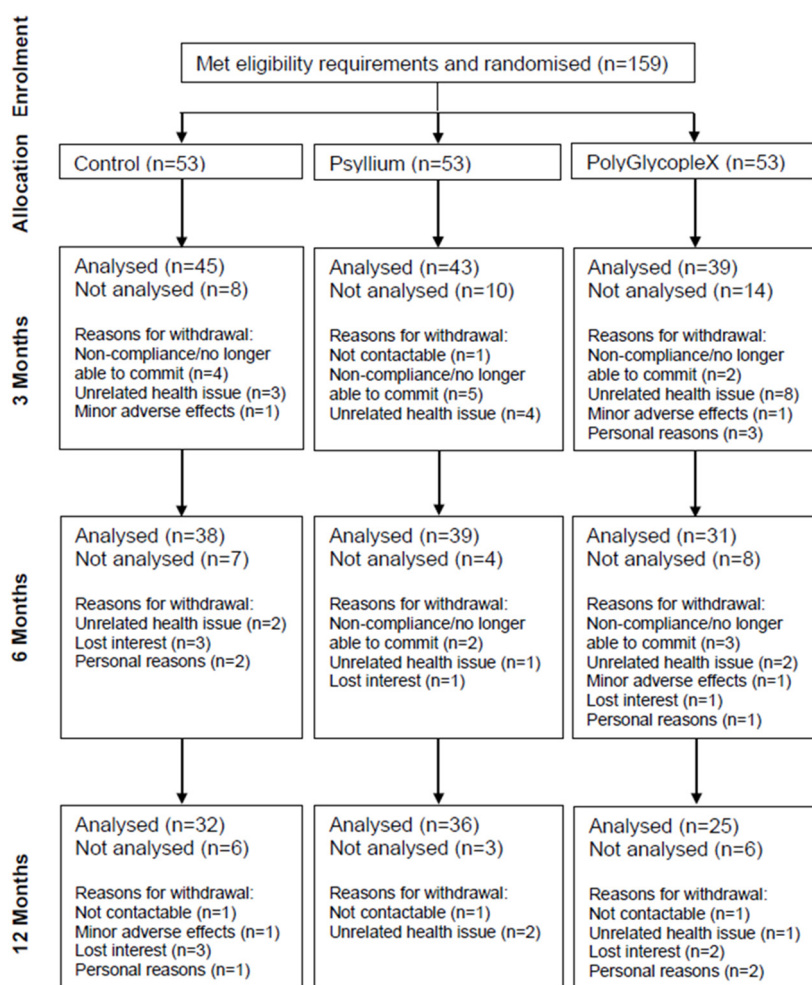 Enrolment
Met eligibility requirements and randomised (n=159)
Allocation
Control (n=53)
Psyllium (n=53)
PolyGlycopleX (n=53)
3 Months
Analysed (n=45)
Not analysed (n=8)
Reasons for withdrawal:
Non-compliance/no longer
able to commit (n=4)
Unrelated health issue (n=3)
Minor adverse effects (n=1)
Analysed (n=43)
Not analysed (n=10)
Reasons for withdrawal:
Not contactable (n=1)
Non-compliance/no longer
able to commit (n=5)
Unrelated health issue (n=4)
Analysed (n=39)
Not analysed (n=14)
Reasons for withdrawal:
Non-compliance/no longer
able to commit (n=2)
Unrelated health issue (n=8)
Minor adverse effects (n=1)
Personal reasons (n=3)
6 Months
Analysed (n=38)
Not analysed (n=7)
Reasons for withdrawal:
Unrelated health issue (n=2)
Lost interest (n=3)
Personal reasons (n=2)
Analysed (n=39)
Not analysed (n=4)
Reasons for withdrawal:
Non-compliance/no longer
able to commit (n=2)
Unrelated health issue (n=1)
Lost interest (n=1)
Analysed (n=31)
Not analysed (n=8)
Reasons for withdrawal:
Non-compliance/no longer
able to commit (n=3)
Unrelated health issue (n=2)
Minor adverse effects (n=1)
Lost interest (n=1)
Personal reasons (n=1)
12 Months
Analysed (n=32)
Not analysed (n=6)
Reasons for withdrawal:
Not contactable (n=1)
Minor adverse effects (n=1)
Lost interest (n=3)
Personal reasons (n=1)
Analysed (n=36)
Not analysed (n=3)
Reasons for withdrawal:
Not contactable (n=1)
Unrelated health issue (n=2)
Analysed (n=25)
Not analysed (n=6)
Reasons for withdrawal:
Not contactable (n=1)
Unrelated health issue (n=1)
Lost interest (n=2)
Personal reasons (n=2)